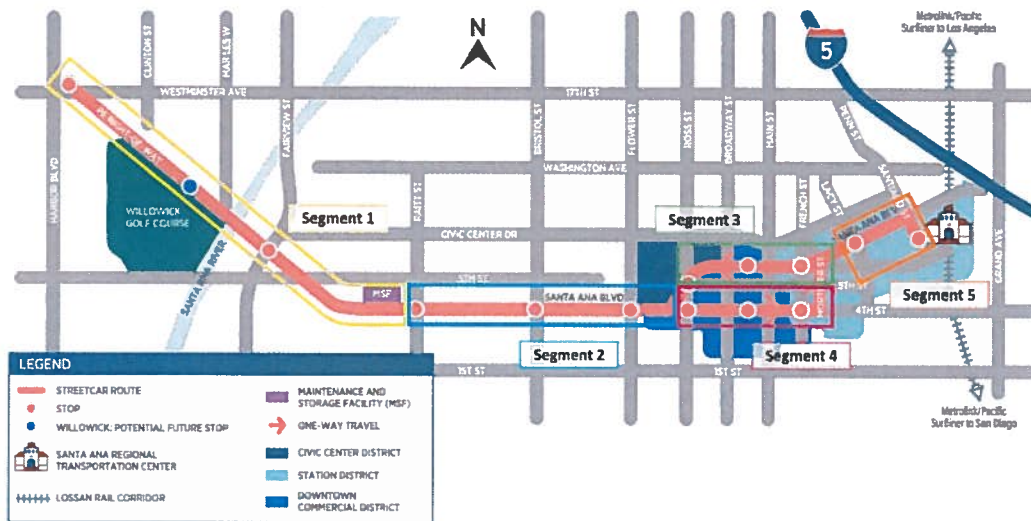 Metrolink/Pacific
Surfliner to Los Angeles
N
5
CLINTON ST
WESTMINSTER AVE
17TH ST
FAIRVIEW ST
BRISTOL ST
FLOWER ST
ROSS ST
BROADWAY ST
MAIN ST
PENN ST
HARBOR BLVD
WASHINGTON AVE
FRENCH ST
LACY ST
WILLOWICK
GOLF COURSE
SANTA ANA RIVER
Segment 1
CIVIC CENTER DR
Segment 3
SANTA ANA BLVD
GRAND AVE
5TH ST
MSF
SANTA ANA BLVD
5TH ST
4TH ST
Segment 5
Segment 2
Segment 4
1ST ST
1ST ST
Metrolink/Pacific
Surfliner to San Diego
LEGEND
STREETCAR ROUTE
STOP
WILLOWICK: POTENTIAL FUTURE STOP
SANTA ANA REGIONAL
TRANSPORTATION CENTER
LOSSAN RAIL CORRIDOR
MAINTENANCE AND
STORAGE FACILITY (MSF)
ONE-WAY TRAVEL
CIVIC CENTER DISTRICT
STATION DISTRICT
DOWNTOWN
COMMERCIAL DISTRICT